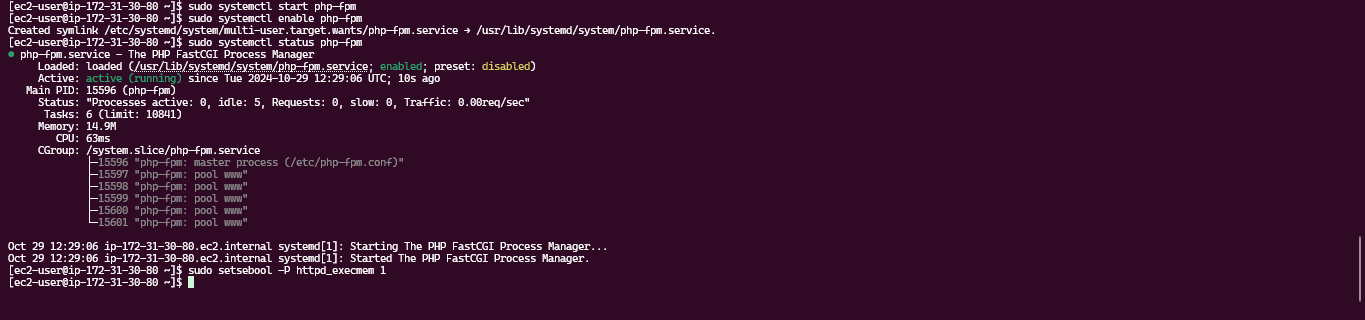 [ec2-user@ip-172-31-30-80 ~]$ sudo systemctl start php-fpm
[ec2-user@ip-172-31-30-80 ~]$ sudo systemctl enable php-fpm
Created symlink /etc/systemd/system/multi-user.target.wants/php-fpm.service → /usr/lib/systemd/system/php-fpm.service.
[ec2-user@ip-172-31-30-80 ~]$ sudo systemctl status php-fpm
● php-fpm.service - The PHP FastCGI Process Manager
     Loaded: loaded (/usr/lib/systemd/system/php-fpm.service; enabled; preset: disabled)
     Active: active (running) since Tue 2024-10-29 12:29:06 UTC; 10s ago
   Main PID: 15596 (php-fpm)
     Status: "Processes active: 0, idle: 5, Requests: 0, slow: 0, Traffic: 0.00req/sec"
      Tasks: 6 (limit: 10841)
     Memory: 14.9M
        CPU: 63ms
     CGroup: /system.slice/php-fpm.service
             ├─15596 "php-fpm: master process (/etc/php-fpm.conf)"
             ├─15597 "php-fpm: pool www"
             ├─15598 "php-fpm: pool www"
             ├─15599 "php-fpm: pool www"
             ├─15600 "php-fpm: pool www"
             └─15601 "php-fpm: pool www"
Oct 29 12:29:06 ip-172-31-30-80.ec2.internal systemd[1]: Starting The PHP FastCGI Process Manager...
Oct 29 12:29:06 ip-172-31-30-80.ec2.internal systemd[1]: Started The PHP FastCGI Process Manager.
[ec2-user@ip-172-31-30-80 ~]$ sudo setsebool -P httpd_execmem 1
[ec2-user@ip-172-31-30-80 ~]$